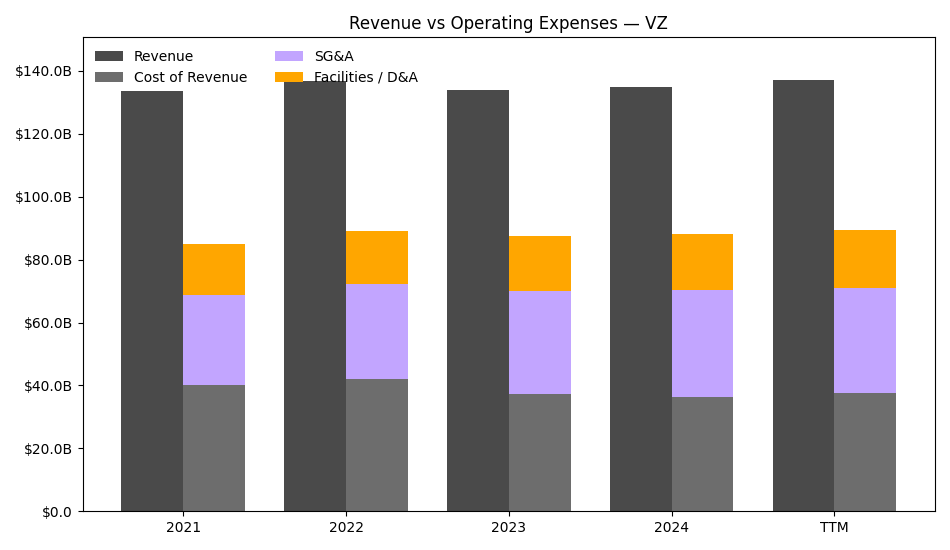 Revenue vs Operating Expenses — VZ
Revenue
Cost of Revenue
SG&A
Facilities / D&A
$140.0B
$120.0B
$100.0B
$80.0B
$60.0B
$40.0B
$20.0B
$0.0
2021 2022 2023 2024 TTM